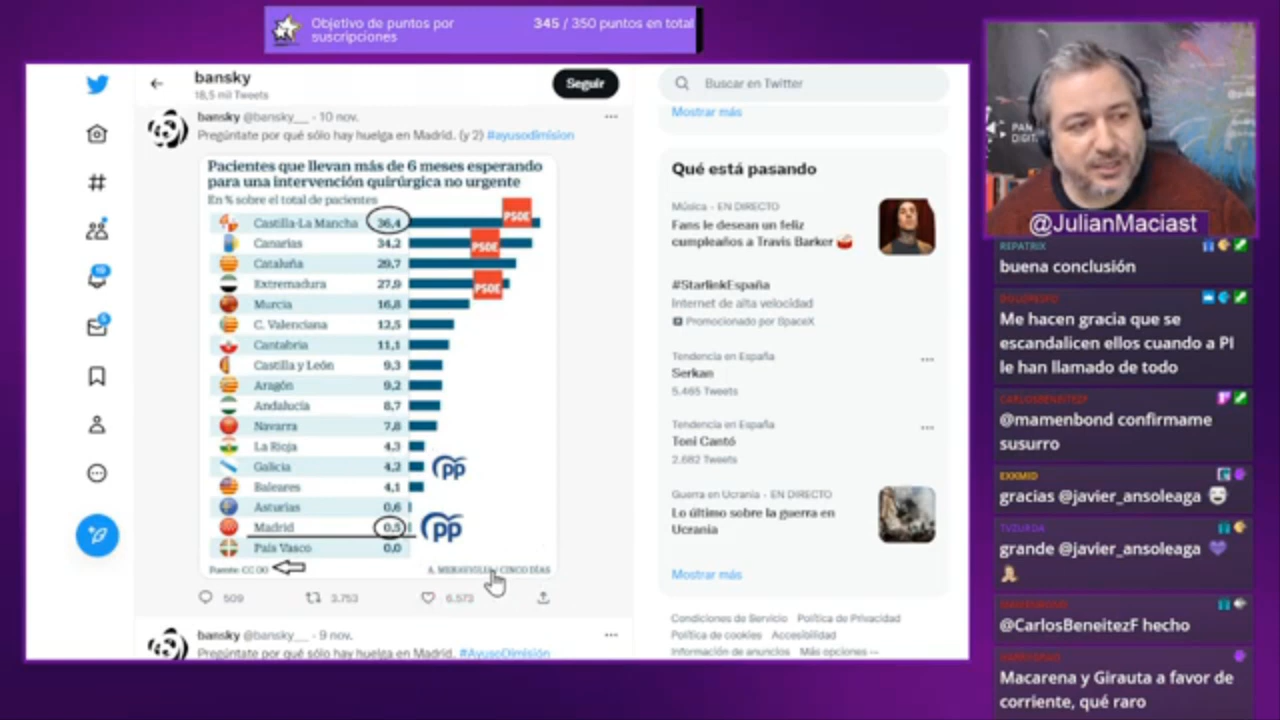 Objetivo de puntos por
suscripciones
345 / 350 puntos en total
bansky
18,5 mil Tweets
Seguir
bansky @bansky__ · 10 nov.
Pregúntate por qué sólo hay huelga en Madrid. (y 2) #ayusodimision
Pacientes que llevan más de 6 meses esperando
para una intervención quirúrgica no urgente
En % sobre el total de pacientes
Castilla-La Mancha 36,4 PSOE
Canarias 34,2 PSOE
Cataluña 29,7
Extremadura 27,9 PSOE
Murcia 16,8
C. Valenciana 12,5
Cantabria 11,1
Castilla y León 9,3
Aragón 9,2
Andalucía 8,7
Navarra 7,8
La Rioja 4,3
Galicia 4,2 pp
Baleares 4,1
Asturias 0,6
Madrid 0,5 pp
País Vasco 0,0
Fuente: CC OO
A. MERAVIGLIA / CINCO DÍAS
509 3.753 6.573
bansky @bansky__ · 9 nov.
Pregúntate por qué sólo hay huelga en Madrid. #AyusoDimisión
Buscar en Twitter
Mostrar más
Qué está pasando
Música · EN DIRECTO
Fans le desean un feliz
cumpleaños a Travis Barker
#StarlinkEspaña
Internet de alta velocidad
Promocionado por SpaceX
Tendencia en España
Serkan
5.465 Tweets
Tendencia en España
Toni Cantó
2.682 Tweets
Guerra en Ucrania · EN DIRECTO
Lo último sobre la guerra en
Ucrania
Mostrar más
Condiciones de Servicio Política de Privacidad
Política de cookies Accesibilidad
Información de anuncios Más opciones ···
PAN
DIGIT
@JulianMaciast
REPATRIX
buena conclusión
Me hacen gracia que se
escandalicen ellos cuando a PI
le han llamado de todo
CARLOSBENEITEZF
@mamenbond confirmame
susurro
EXXMID
gracias @javier_ansoleaga
TVZURDA
grande @javier_ansoleaga
@CarlosBeneitezF hecho
Macarena y Girauta a favor de
corriente, qué raro